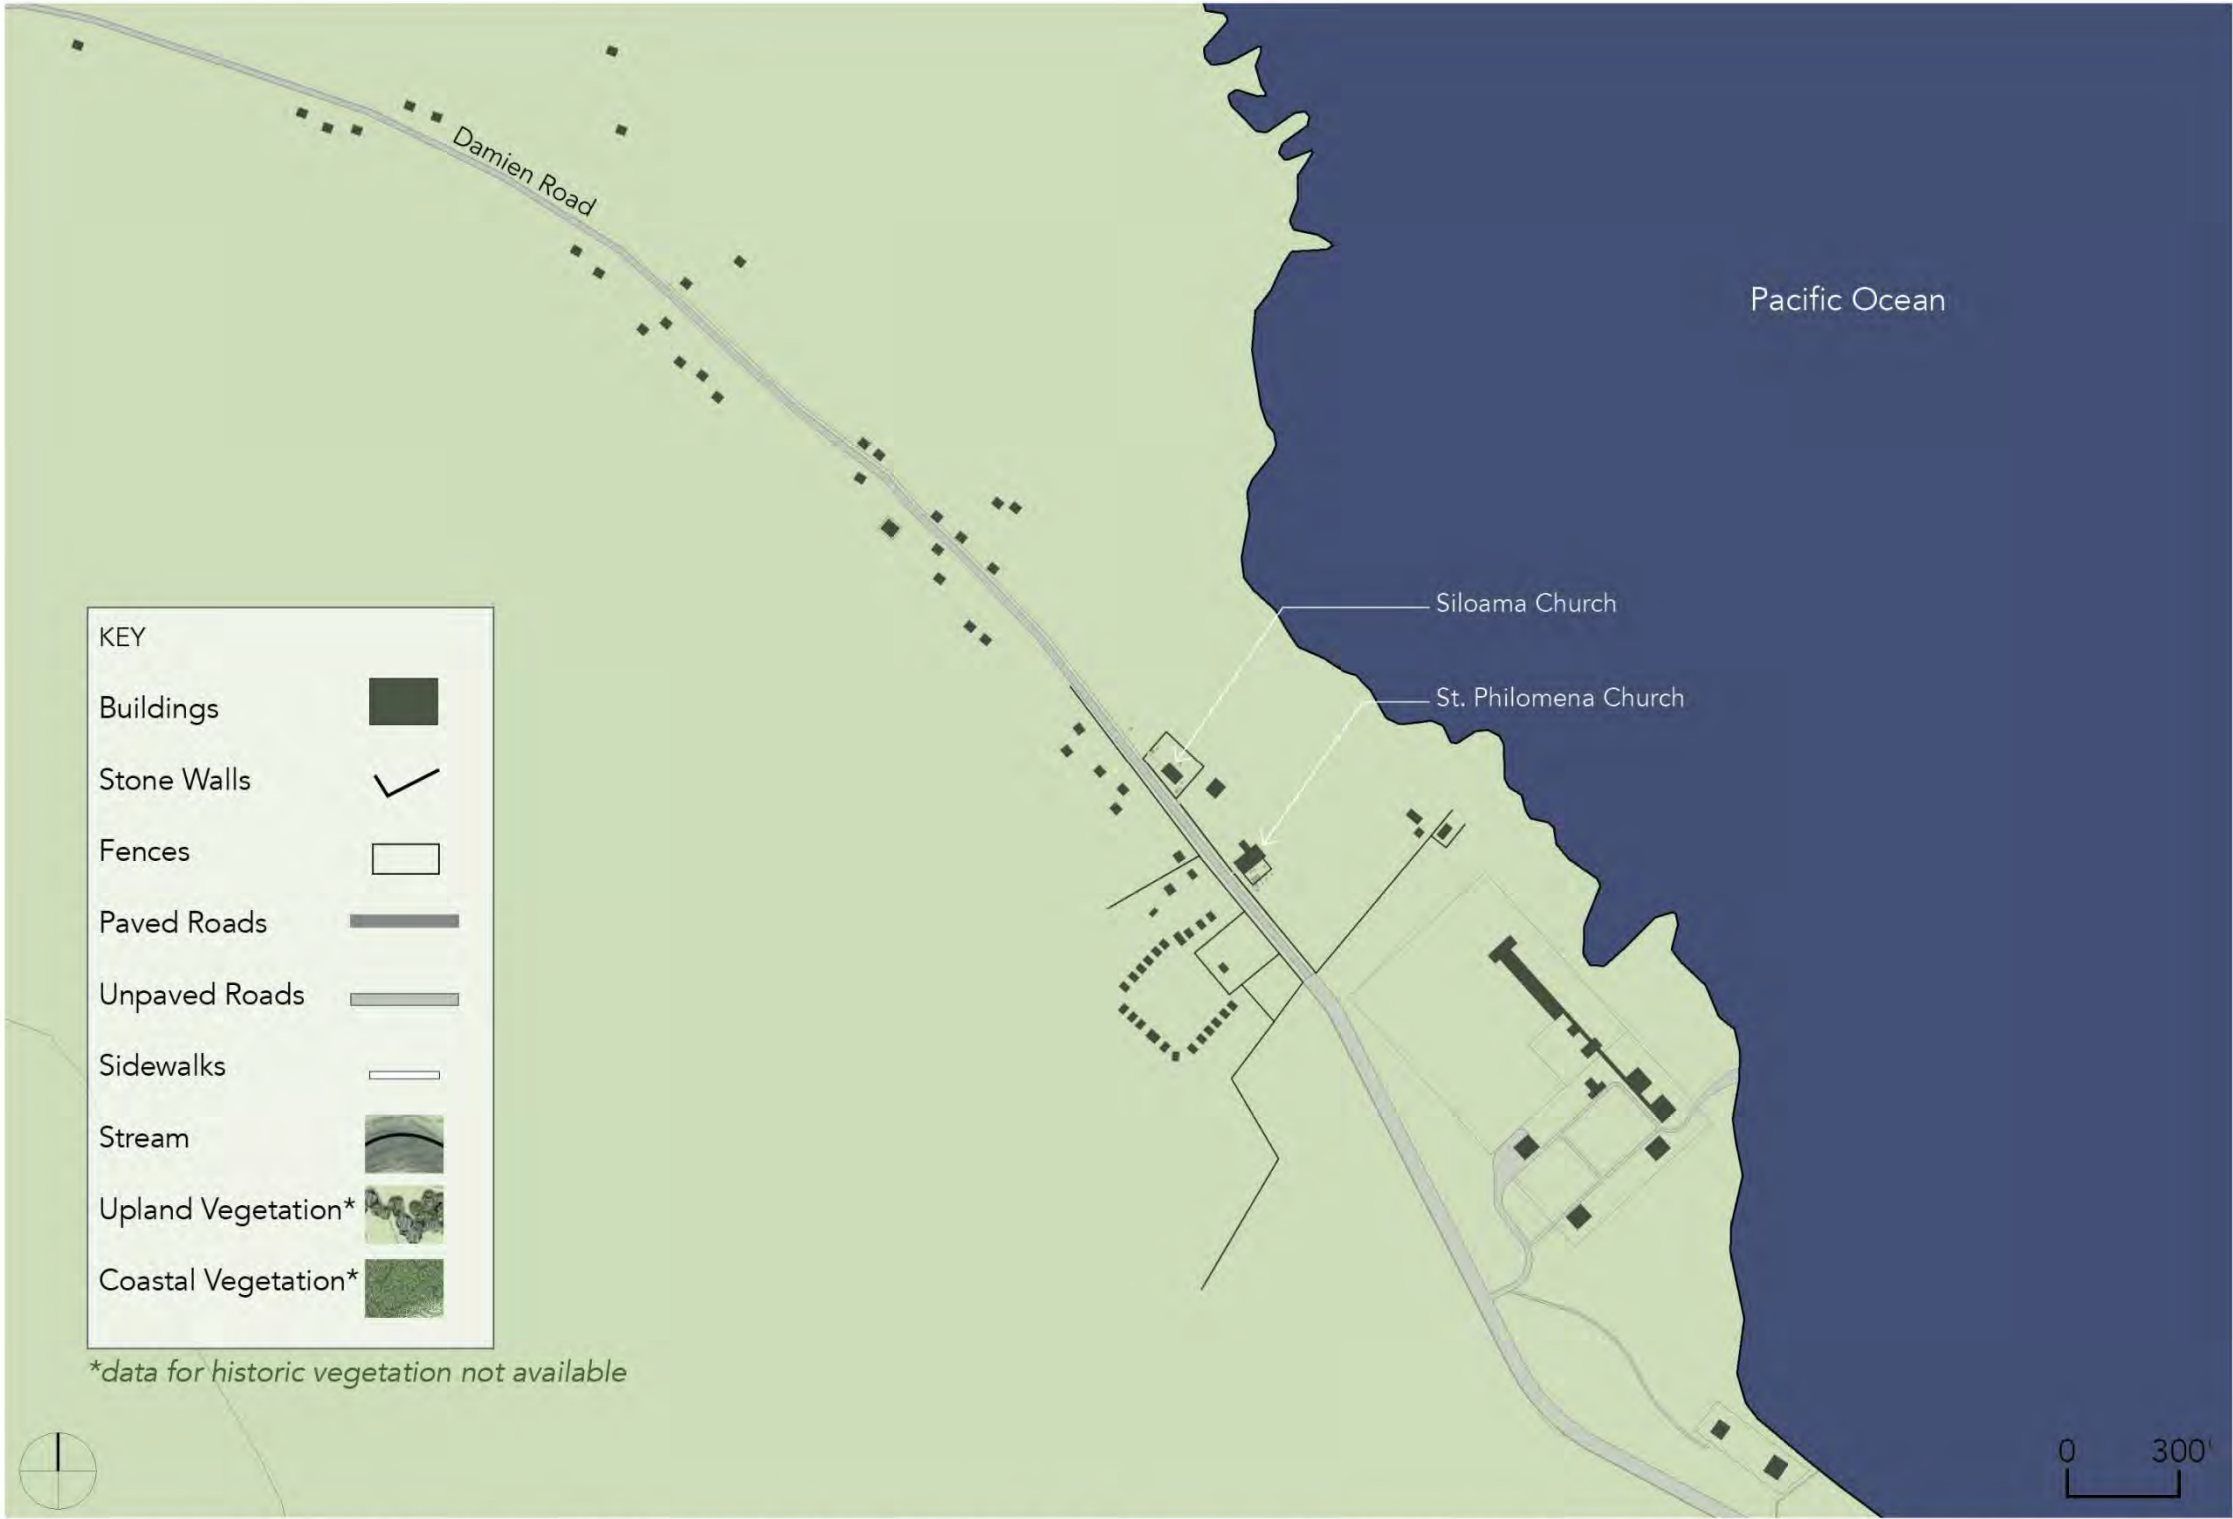 Damien Road
Pacific Ocean
Siloama Church
St. Philomena Church
KEY
Buildings
Stone Walls
Fences
Paved Roads
Unpaved Roads
Sidewalks
Stream
Upland Vegetation*
Coastal Vegetation*
*data for historic vegetation not available
0 300'